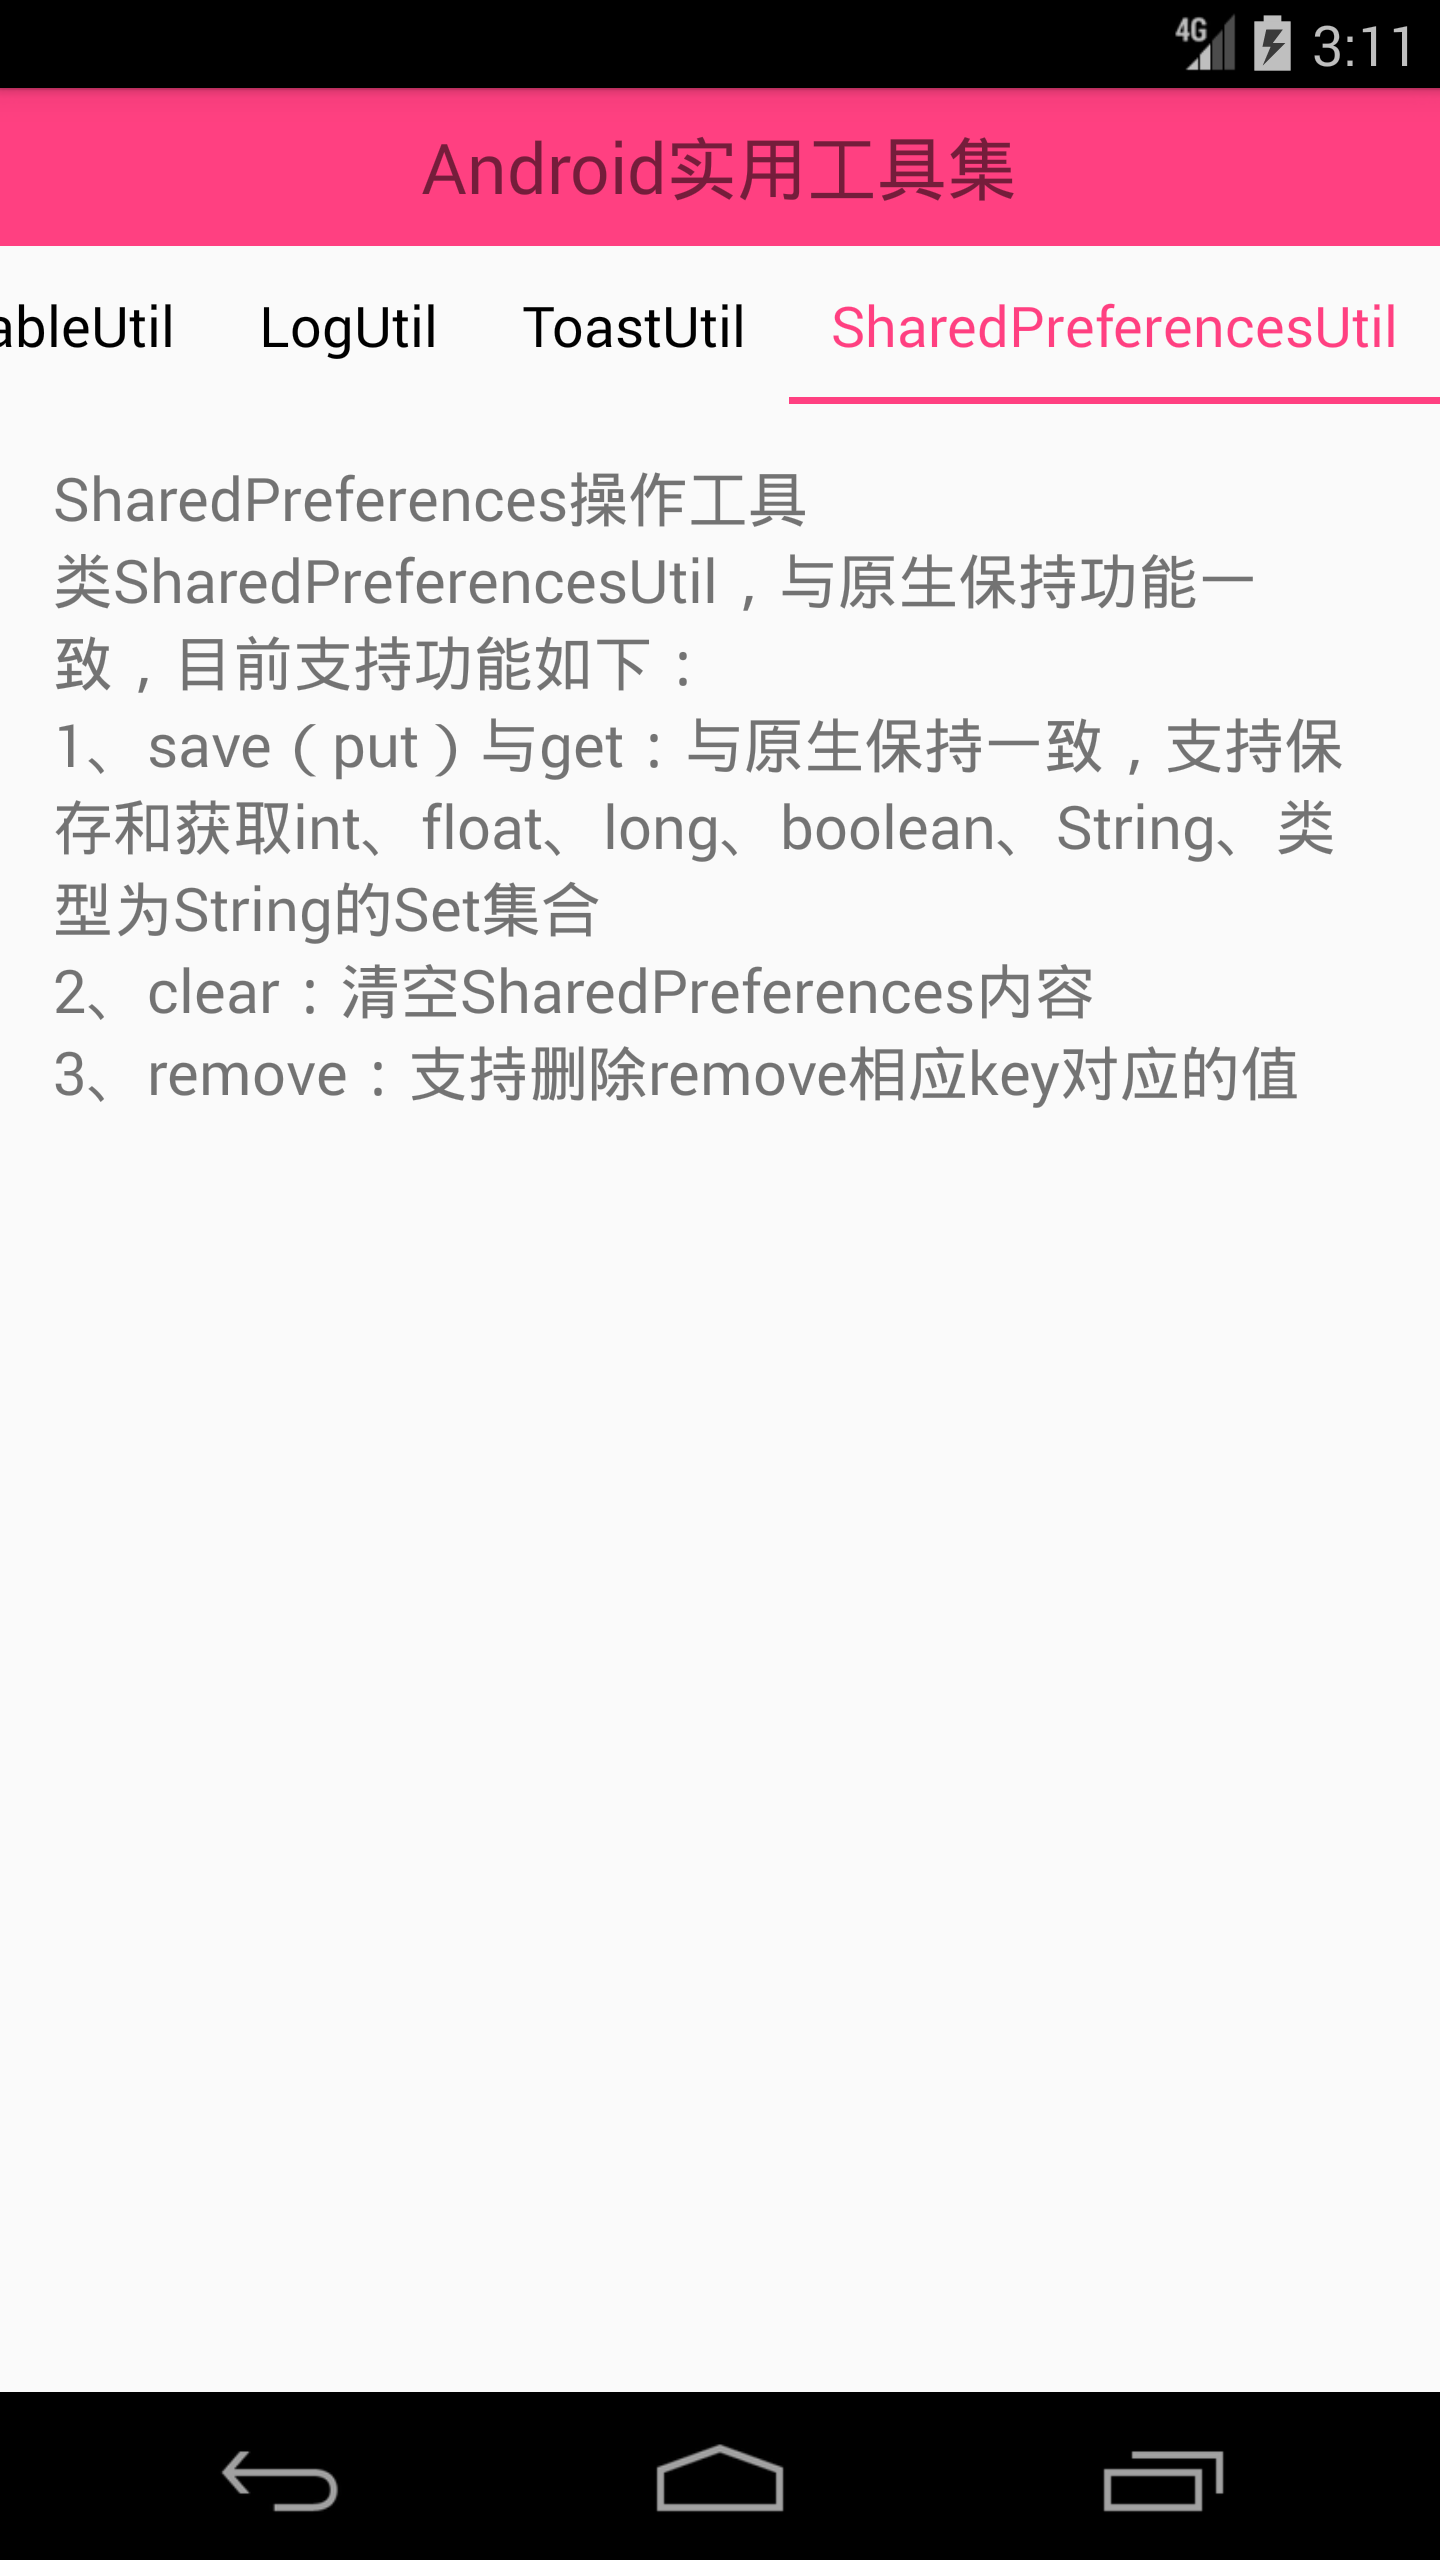 4G 3:11
Android实用工具集
ableUtil LogUtil ToastUtil SharedPreferencesUtil
SharedPreferences操作工具
类SharedPreferencesUtil，与原生保持功能一
致，目前支持功能如下：
1、save（put）与get：与原生保持一致，支持保
存和获取int、float、long、boolean、String、类
型为String的Set集合
2、clear：清空SharedPreferences内容
3、remove：支持删除remove相应key对应的值